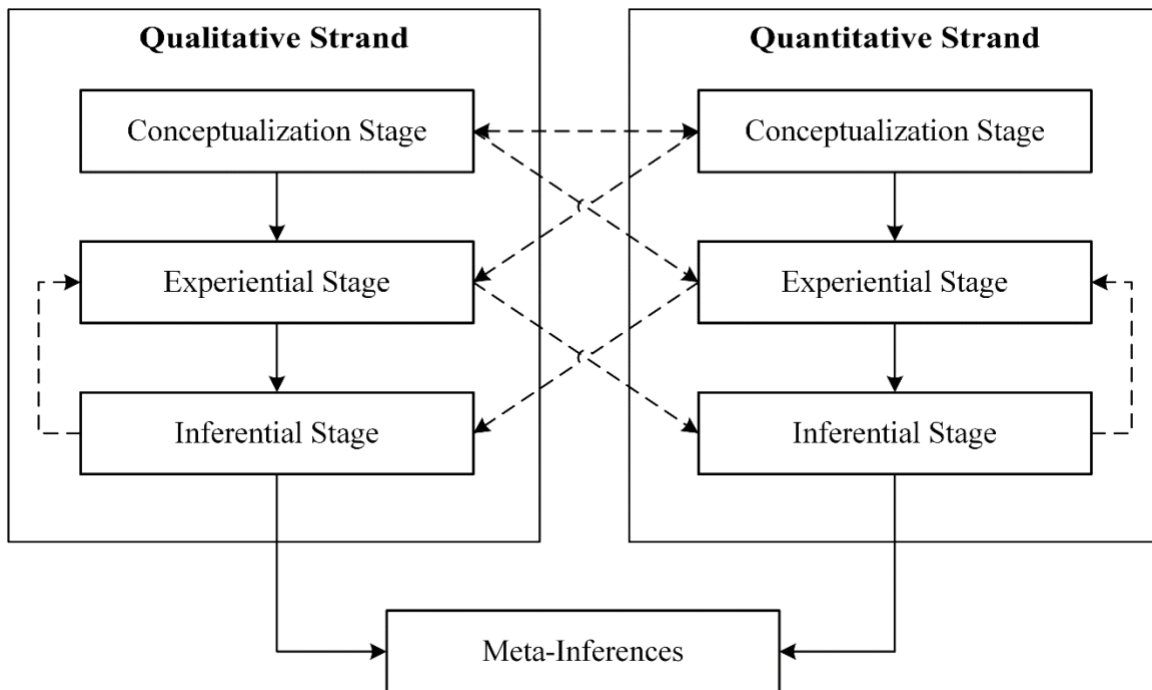 Qualitative Strand
Conceptualization Stage
Experiential Stage
Inferential Stage
Quantitative Strand
Conceptualization Stage
Experiential Stage
Inferential Stage
Meta-Inferences